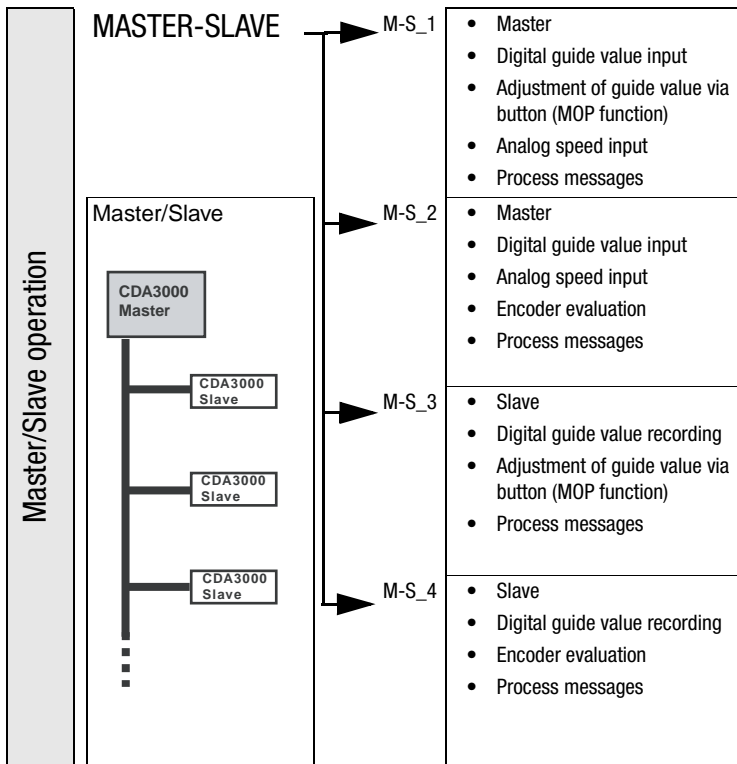 Master/Slave operation
MASTER-SLAVE
Master/Slave
CDA3000
Master
CDA3000
Slave
CDA3000
Slave
CDA3000
Slave
M-S_1
• Master
• Digital guide value input
• Adjustment of guide value via
button (MOP function)
• Analog speed input
• Process messages
M-S_2
• Master
• Digital guide value input
• Analog speed input
• Encoder evaluation
• Process messages
M-S_3
• Slave
• Digital guide value recording
• Adjustment of guide value via
button (MOP function)
• Process messages
M-S_4
• Slave
• Digital guide value recording
• Encoder evaluation
• Process messages